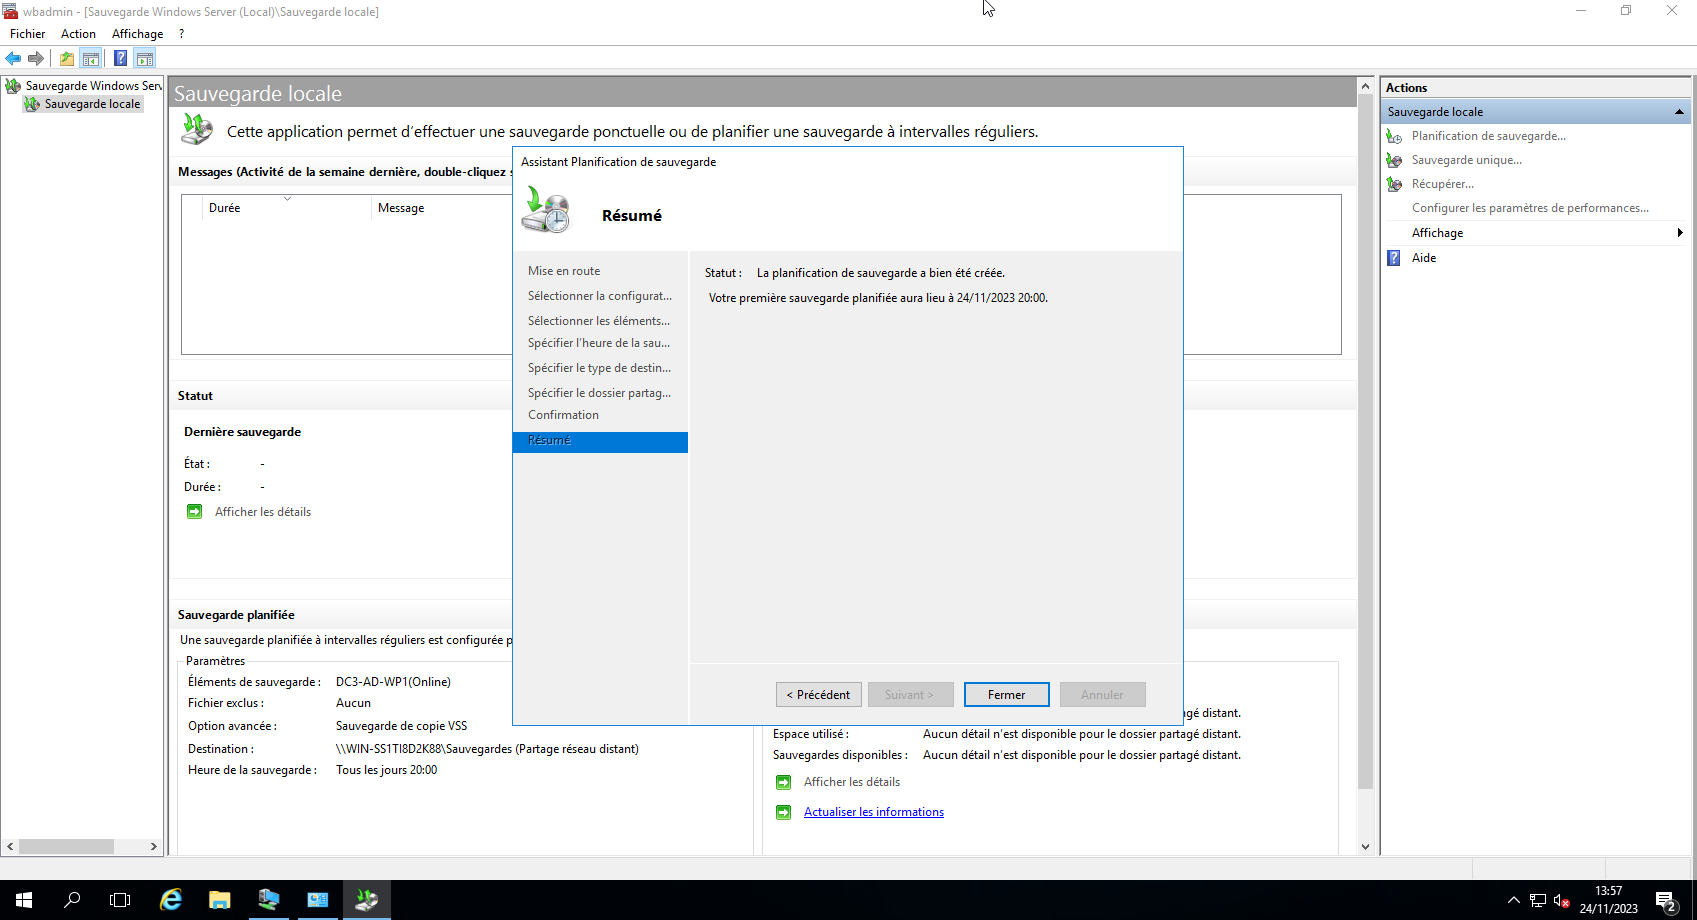 wbadmin - [Sauvegarde Windows Server (Local)\Sauvegarde locale]
Fichier Action Affichage ?
Sauvegarde Windows Serv
Sauvegarde locale
Sauvegarde locale
Cette application permet d'effectuer une sauvegarde ponctuelle ou de planifier une sauvegarde à intervalles réguliers.
Messages (Activité de la semaine dernière, double-cliquez s
Durée Message
Statut
Dernière sauvegarde
État : -
Durée : -
Afficher les détails
Sauvegarde planifiée
Une sauvegarde planifiée à intervalles réguliers est configurée p
Paramètres
Éléments de sauvegarde : DC3-AD-WP1(Online)
Fichier exclus : Aucun
Option avancée : Sauvegarde de copie VSS
Destination : \\WIN-SS1TI8D2K88\Sauvegardes (Partage réseau distant)
Heure de la sauvegarde : Tous les jours 20:00
agé distant.
Espace utilisé : Aucun détail n'est disponible pour le dossier partagé distant.
Sauvegardes disponibles : Aucun détail n'est disponible pour le dossier partagé distant.
Afficher les détails
Actualiser les informations
Assistant Planification de sauvegarde
Résumé
Mise en route
Sélectionner la configurat...
Sélectionner les éléments...
Spécifier l'heure de la sau...
Spécifier le type de destin...
Spécifier le dossier partag...
Confirmation
Résumé
Statut : La planification de sauvegarde a bien été créée.
Votre première sauvegarde planifiée aura lieu à 24/11/2023 20:00.
< Précédent Suivant > Fermer Annuler
Actions
Sauvegarde locale
Planification de sauvegarde...
Sauvegarde unique...
Récupérer...
Configurer les paramètres de performances...
Affichage
? Aide
13:57
24/11/2023
2